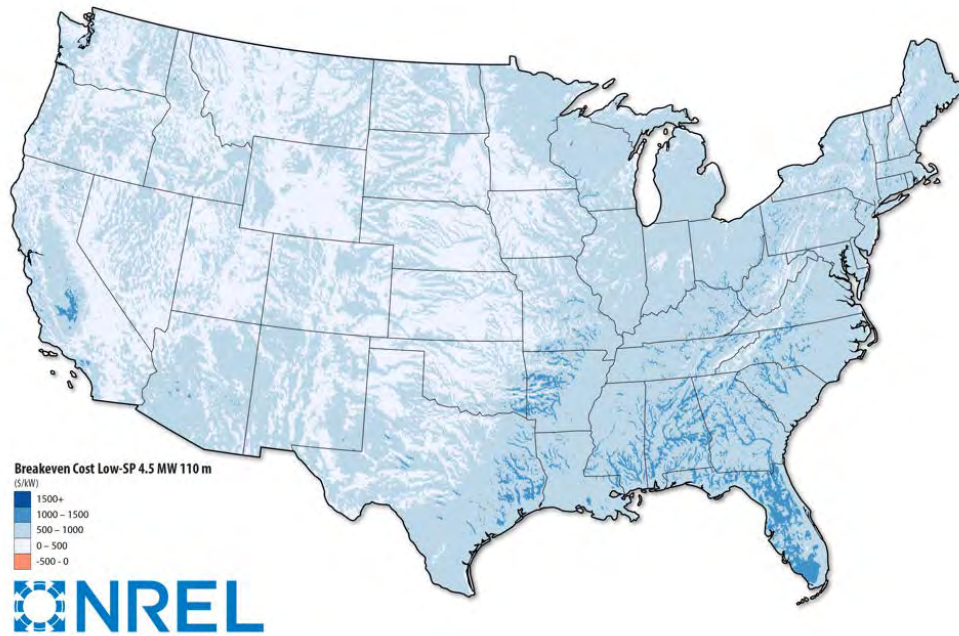 Breakeven Cost Low-SP 4.5 MW 110 m
($/kW)
1500+
1000 – 1500
500 – 1000
0 – 500
-500 - 0
NREL